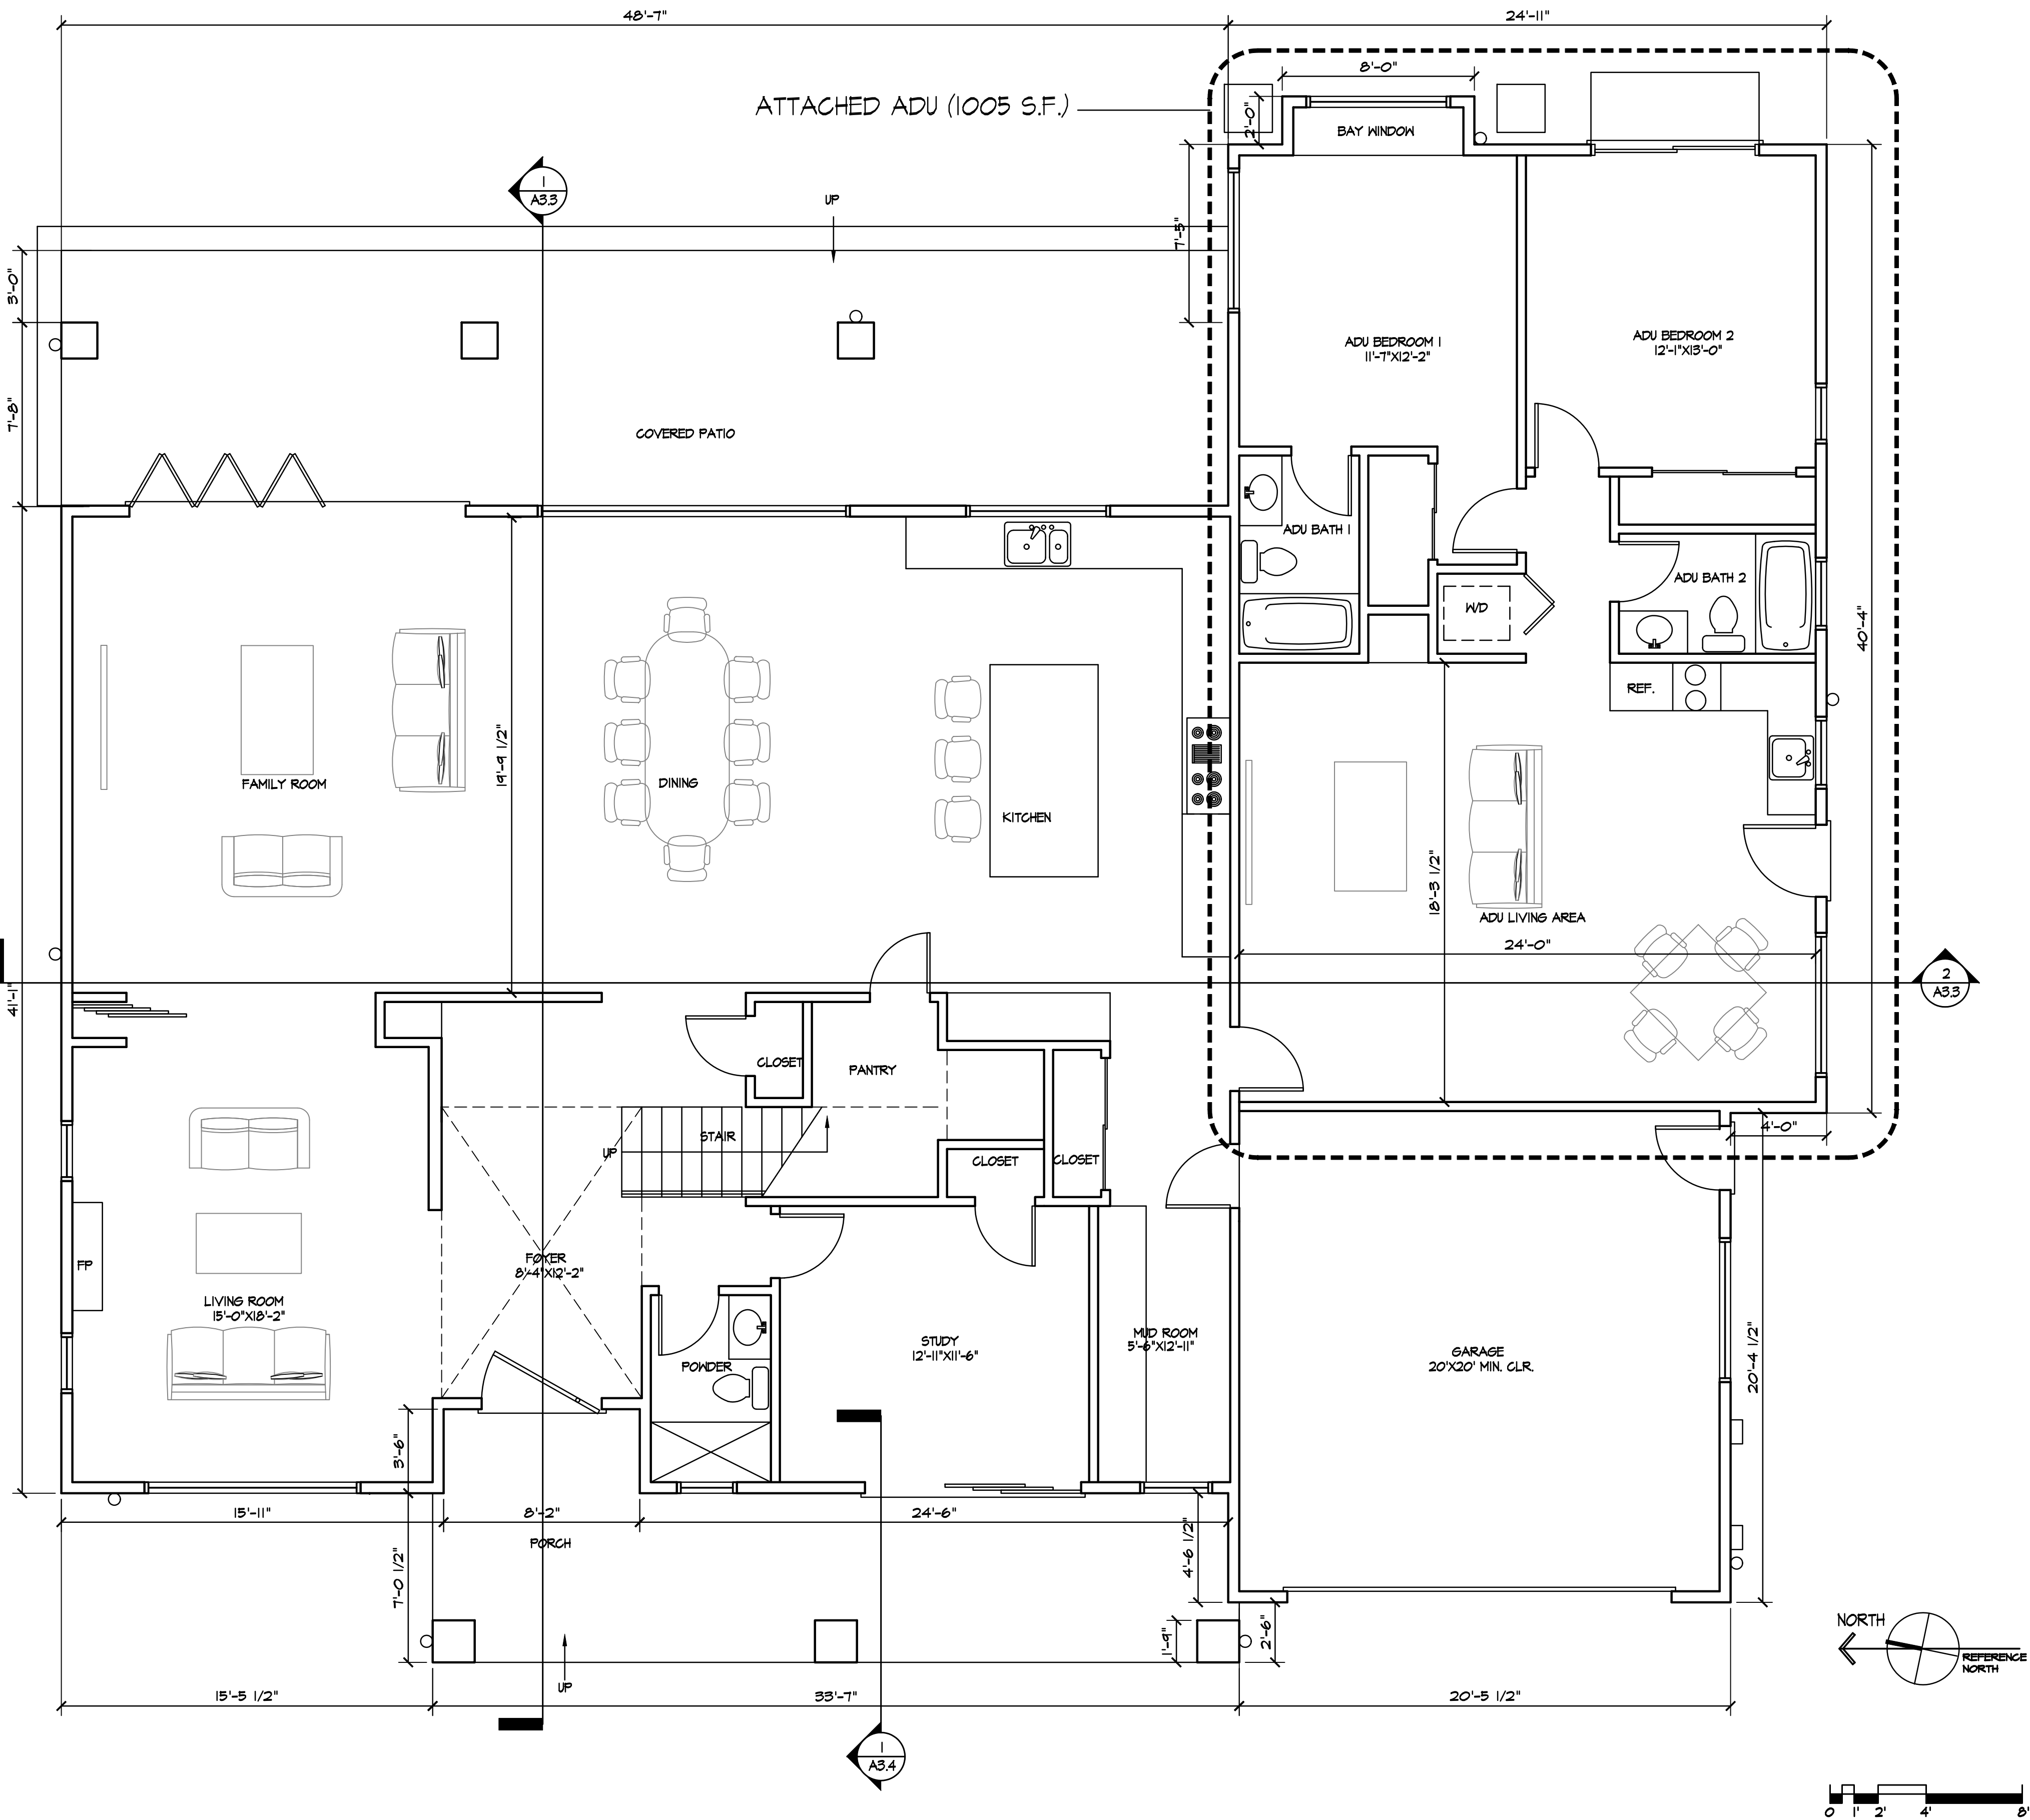 48'-7"
24'-11"
8'-0"
ATTACHED ADU (1005 S.F.)
2'-0"
BAY WINDOW
1
A3.3
UP
7'-5"
3'-0"
ADU BEDROOM 1
11'-7"X12'-2"
ADU BEDROOM 2
12'-1"X13'-0"
7'-8"
COVERED PATIO
ADU BATH 1
ADU BATH 2
W/D
40'-4"
REF.
19'-9 1/2"
FAMILY ROOM
DINING
KITCHEN
18'-3 1/2"
ADU LIVING AREA
24'-0"
2
A3.3
41'-1"
CLOSET
PANTRY
STAIR
UP
CLOSET
CLOSET
4'-0"
FP
FOYER
8'-4"X12'-2"
LIVING ROOM
15'-0"X18'-2"
POWDER
STUDY
12'-11"X11'-6"
MUD ROOM
5'-6"X12'-11"
GARAGE
20'X20' MIN. CLR.
20'-4 1/2"
3'-6"
15'-11"
8'-2"
24'-6"
PORCH
7'-0 1/2"
4'-6 1/2"
1'-9"
2'-6"
UP
NORTH
REFERENCE
NORTH
15'-5 1/2"
33'-7"
20'-5 1/2"
1
A3.4
0 1' 2' 4' 8'